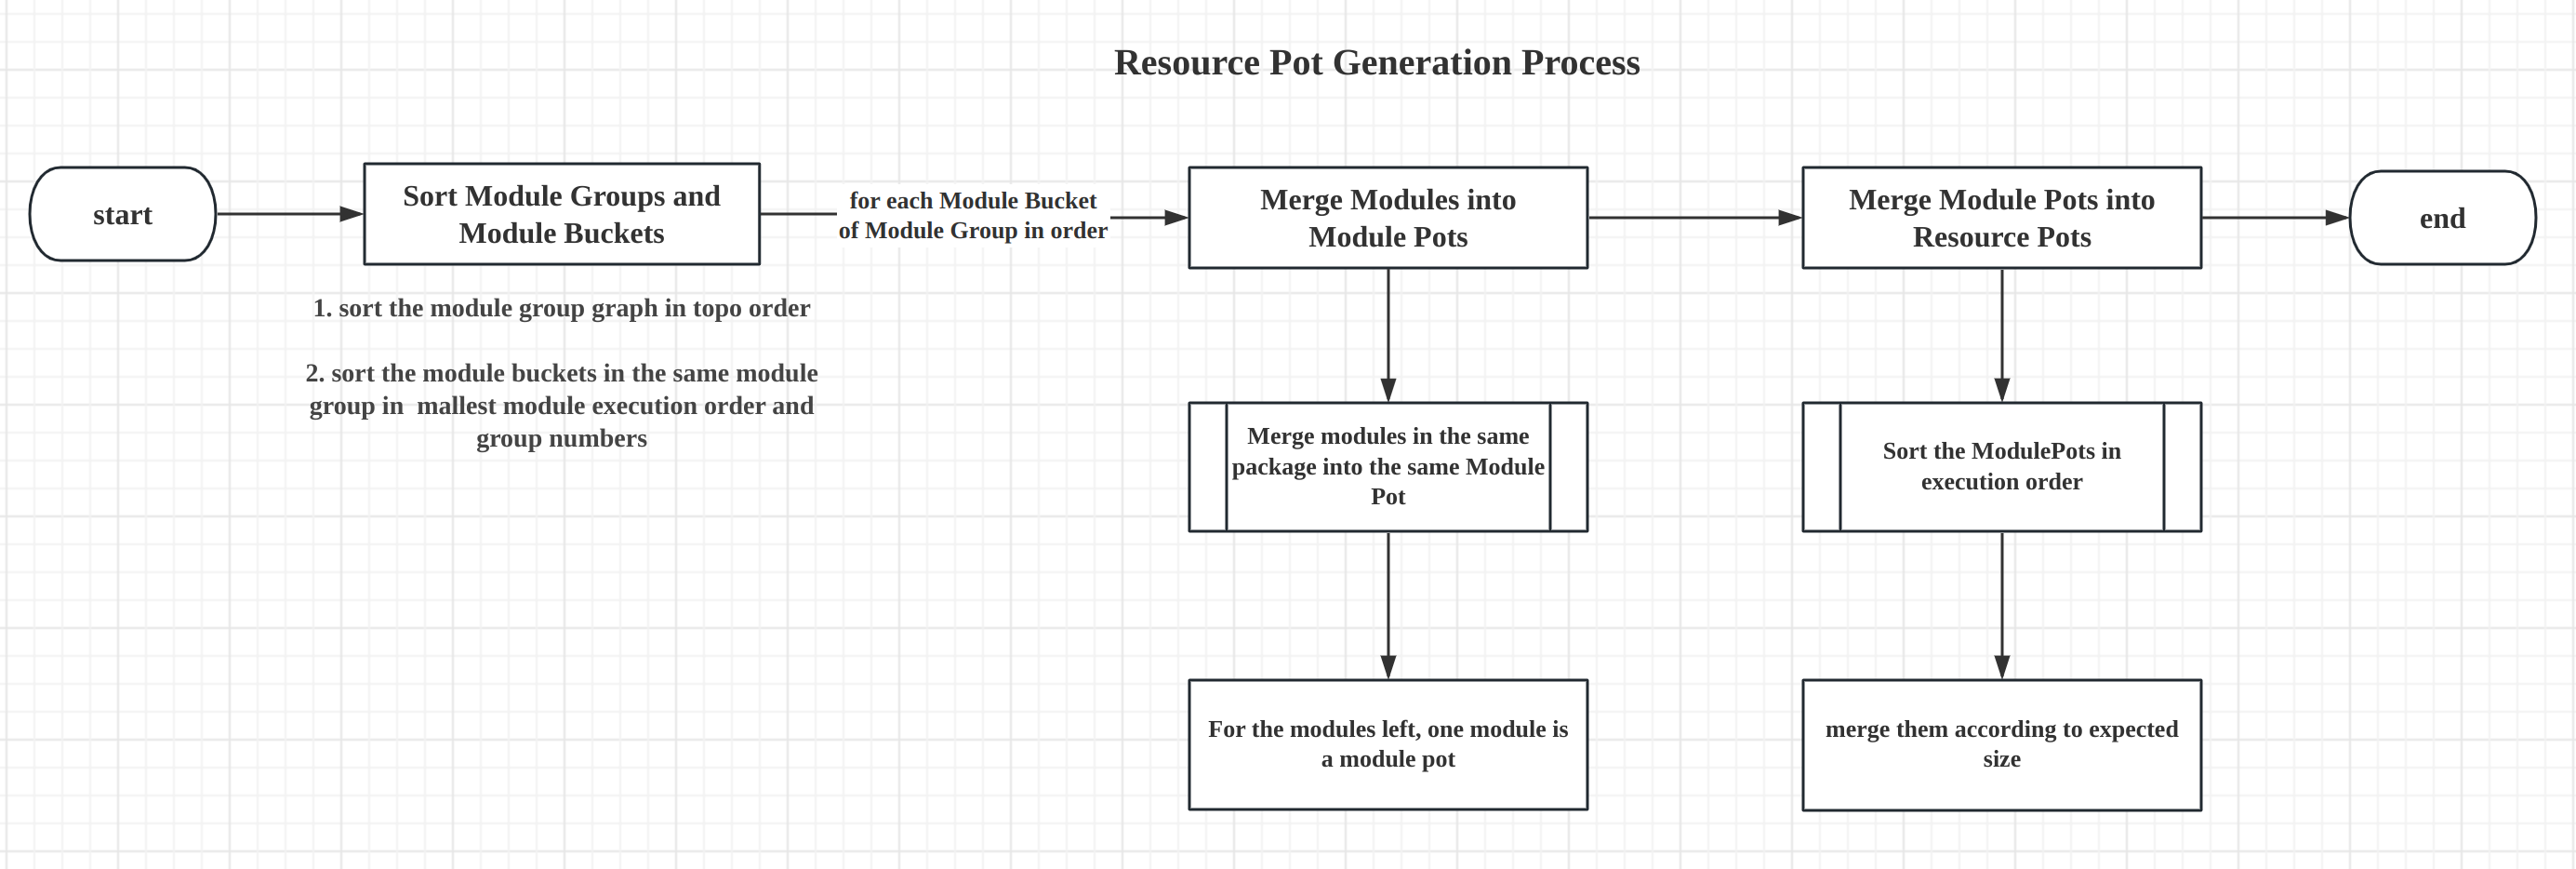 Resource Pot Generation Process
start
Sort Module Groups and
Module Buckets
for each Module Bucket
of Module Group in order
Merge Modules into
Module Pots
Merge Module Pots into
Resource Pots
end
1. sort the module group graph in topo order
2. sort the module buckets in the same module
group in  mallest module execution order and
group numbers
Merge modules in the same
package into the same Module
Pot
Sort the ModulePots in
execution order
For the modules left, one module is
a module pot
merge them according to expected
size